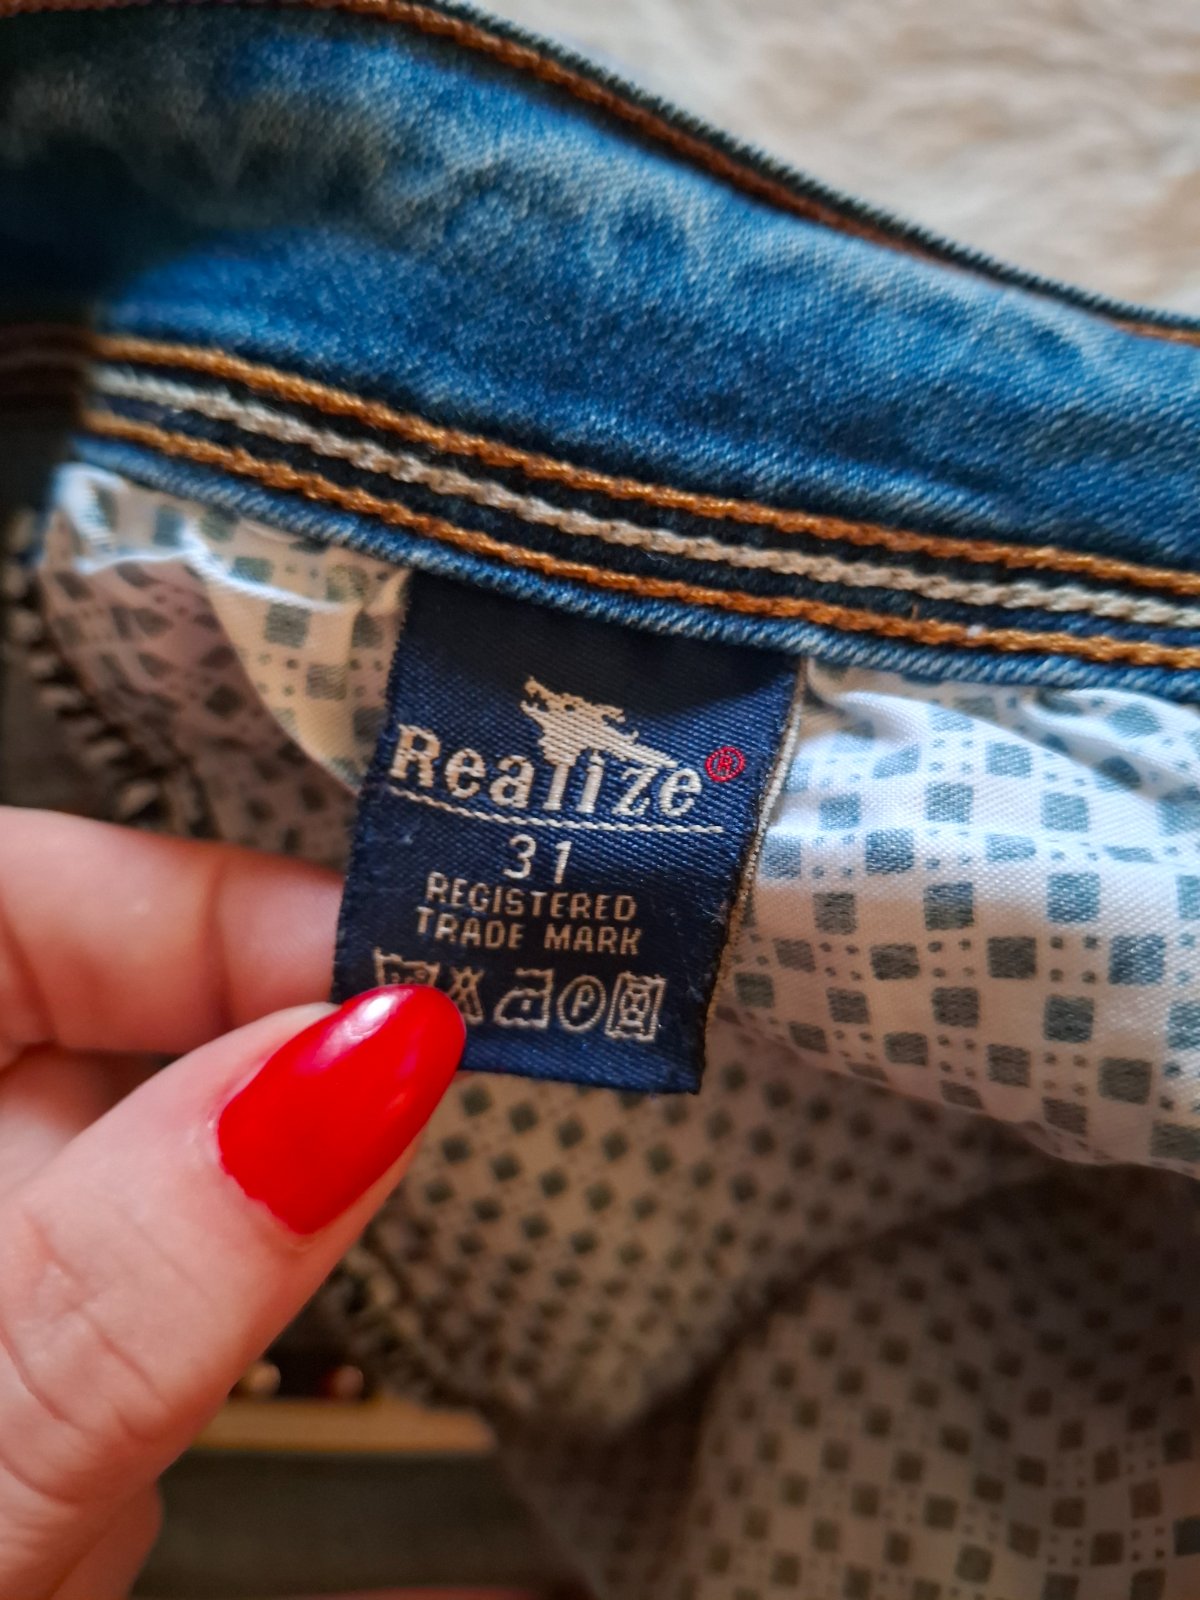 Realize®
31
REGISTERED
TRADE MARK
P